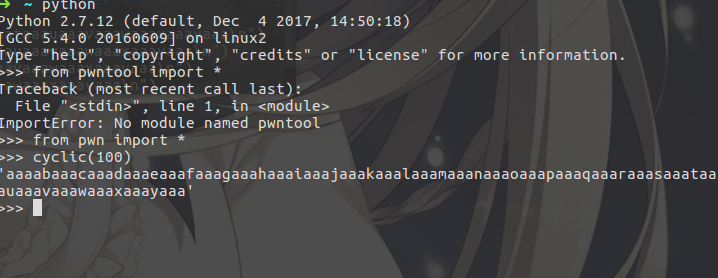 ➜ ~ python
Python 2.7.12 (default, Dec 4 2017, 14:50:18)
[GCC 5.4.0 20160609] on linux2
Type "help", "copyright", "credits" or "license" for more information.
>>> from pwntool import *
Traceback (most recent call last):
  File "<stdin>", line 1, in <module>
ImportError: No module named pwntool
>>> from pwn import *
>>> cyclic(100)
'aaaabaaacaaadaaaeaaafaaagaaahaaaiaaajaaakaaalaaamaaanaaaoaaapaaaqaaaraaasaaataa
auaaavaaawaaaxaaayaaa'
>>>